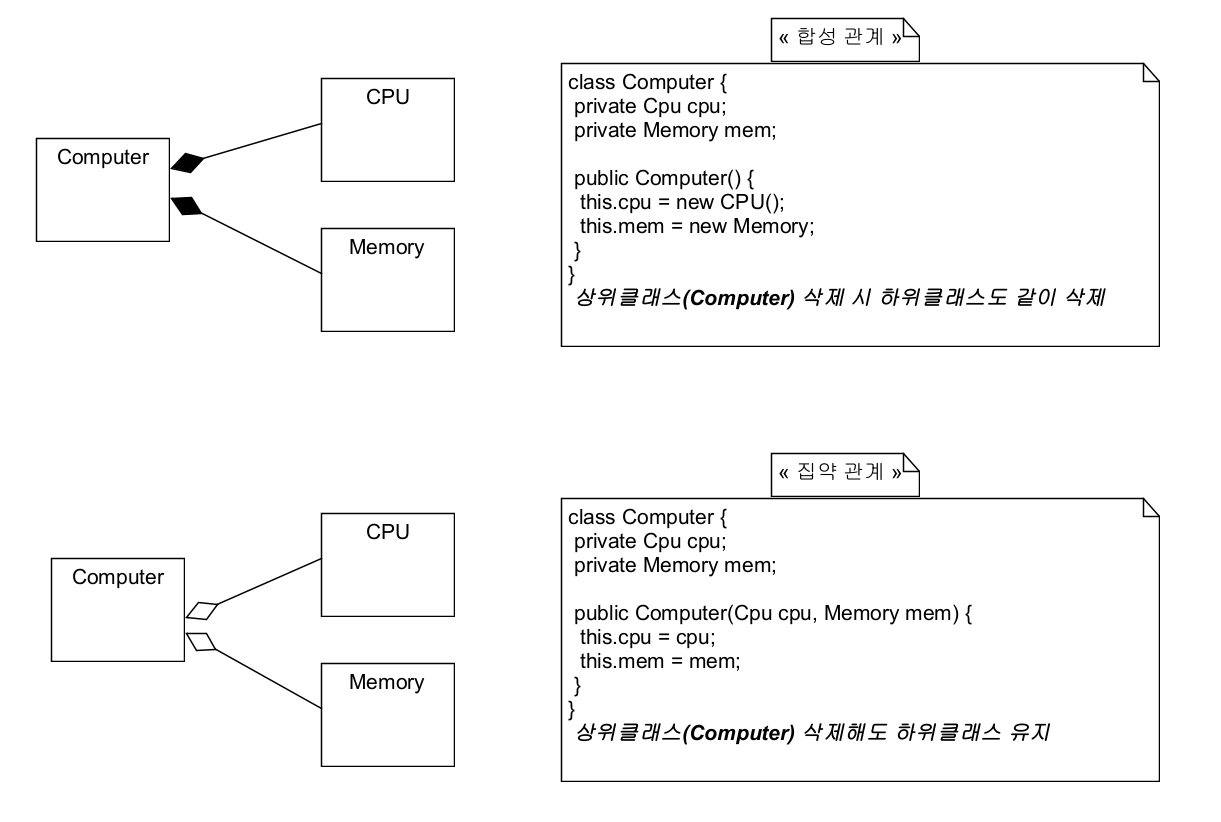 « 합성 관계 »
CPU
Computer
Memory
class Computer {
private Cpu cpu;
private Memory mem;
public Computer() {
this.cpu = new CPU();
this.mem = new Memory;
}
}
상위클래스(Computer) 삭제 시 하위클래스도 같이 삭제
« 집약 관계 »
CPU
Computer
Memory
class Computer {
private Cpu cpu;
private Memory mem;
public Computer(Cpu cpu, Memory mem) {
this.cpu = cpu;
this.mem = mem;
}
}
상위클래스(Computer) 삭제해도 하위클래스 유지